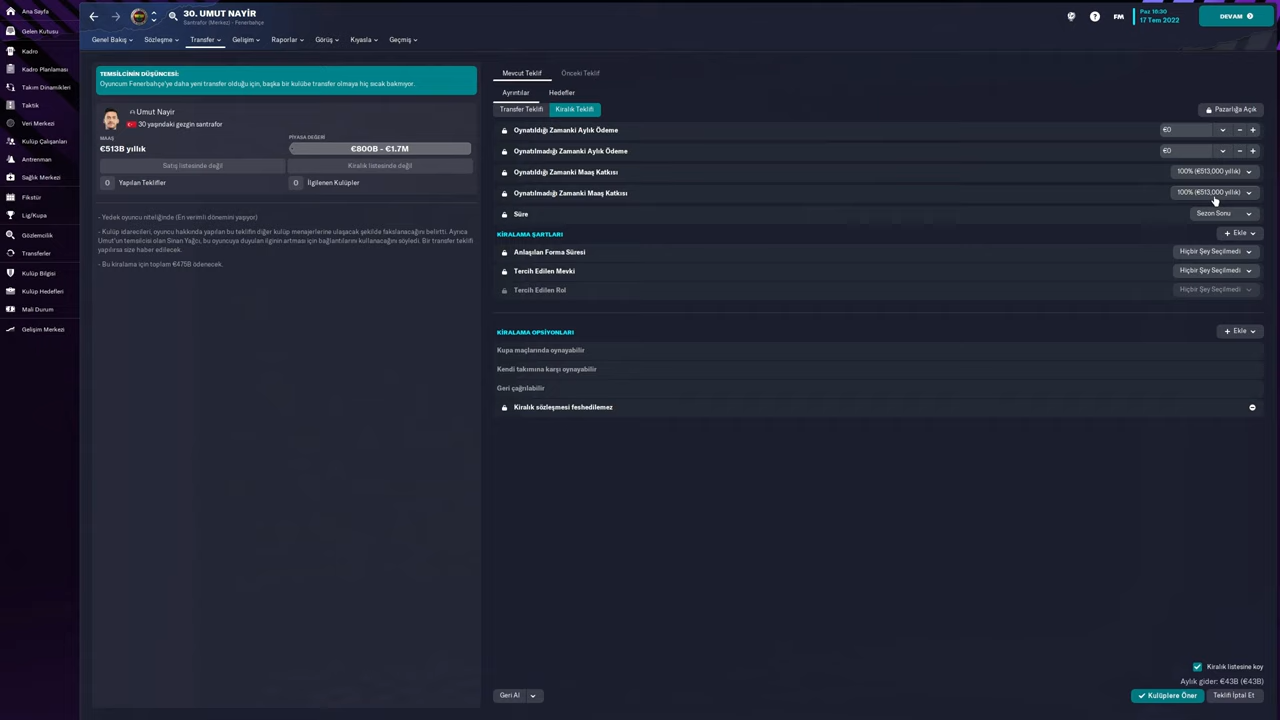 Ana Sayfa
Gelen Kutusu
Kadro
Kadro Planlaması
Takım Dinamikleri
Taktik
Veri Merkezi
Kulüp Çalışanları
Antrenman
Sağlık Merkezi
Fikstür
Lig/Kupa
Gözlemcilik
Transferler
Kulüp Bilgisi
Kulüp Hedefleri
Mali Durum
Gelişim Merkezi
30. UMUT NAYİR
Santrafor (Merkez) - Fenerbahçe
FM
Paz 18:30
17 Tem 2022
DEVAM
Genel Bakış
Sözleşme
Transfer
Gelişim
Raporlar
Görüş
Kıyasla
Geçmiş
TEMSİLCİNİN DÜŞÜNCESİ:
Oyuncum Fenerbahçe'ye daha yeni transfer olduğu için, başka bir kulübe transfer olmaya hiç sıcak bakmıyor.
Umut Nayir
30 yaşındaki gezgin santrafor
MAAŞ
€513B yıllık
PİYASA DEĞERİ
€800B - €1.7M
Satış listesinde değil
Kiralık listesinde değil
0 Yapılan Teklifler
0 İlgilenen Kulüpler
- Yedek oyuncu niteliğinde (En verimli dönemini yaşıyor)
- Kulüp idarecileri, oyuncu hakkında yapılan bu teklifin diğer kulüp menajerlerine ulaşacak şekilde yapılacağını belirtti. Ayrıca
Umut'un temsilcisi olan Sinan Yağcı, bu oyuncuya duyulan ilginin artması için bağlantılarını kullanacağını söyledi. Bir transfer teklifi
yapılırsa size haber edilecek.
- Bu kiralama için toplam €475B ödenecek.
Mevcut Teklif
Önceki Teklif
Ayrıntılar
Hedefler
Transfer Teklifi
Kiralık Teklifi
Pazarlığa Açık
Oynatıldığı Zamanki Aylık Ödeme
€0
Oynatılmadığı Zamanki Aylık Ödeme
€0
Oynatıldığı Zamanki Maaş Katkısı
100% (€513,000 yıllık)
Oynatılmadığı Zamanki Maaş Katkısı
100% (€513,000 yıllık)
Süre
Sezon Sonu
KİRALAMA ŞARTLARI
+ Ekle
Anlaşılan Forma Süresi
Hiçbir Şey Seçilmedi
Tercih Edilen Mevki
Hiçbir Şey Seçilmedi
Tercih Edilen Rol
Hiçbir Şey Seçilmedi
KİRALAMA OPSİYONLARI
+ Ekle
Kupa maçlarında oynayabilir
Kendi takımına karşı oynayabilir
Geri çağrılabilir
Kiralık sözleşmesi feshedilemez
Kiralık listesine koy
Aylık gider: €43B (€43B)
Geri Al
Kulüplere Öner
Teklifi İptal Et